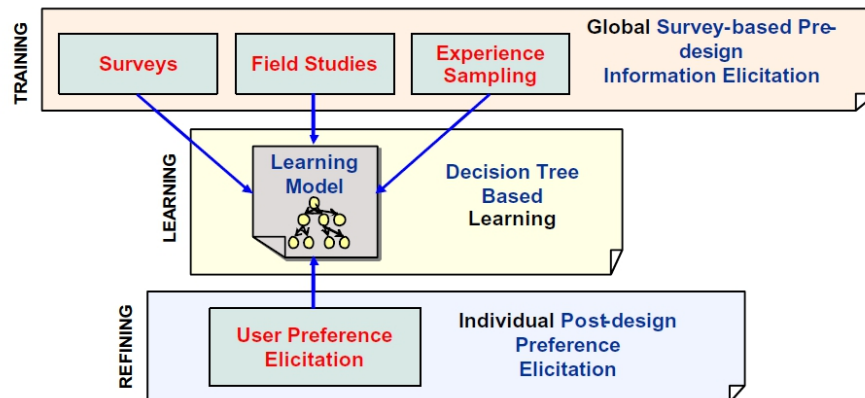 TRAINING
Surveys
Field Studies
Experience
Sampling
Global Survey-based Pre-
design
Information Elicitation
LEARNING
Learning
Model
Decision Tree
Based
Learning
REFINING
User Preference
Elicitation
Individual Post-design
Preference
Elicitation